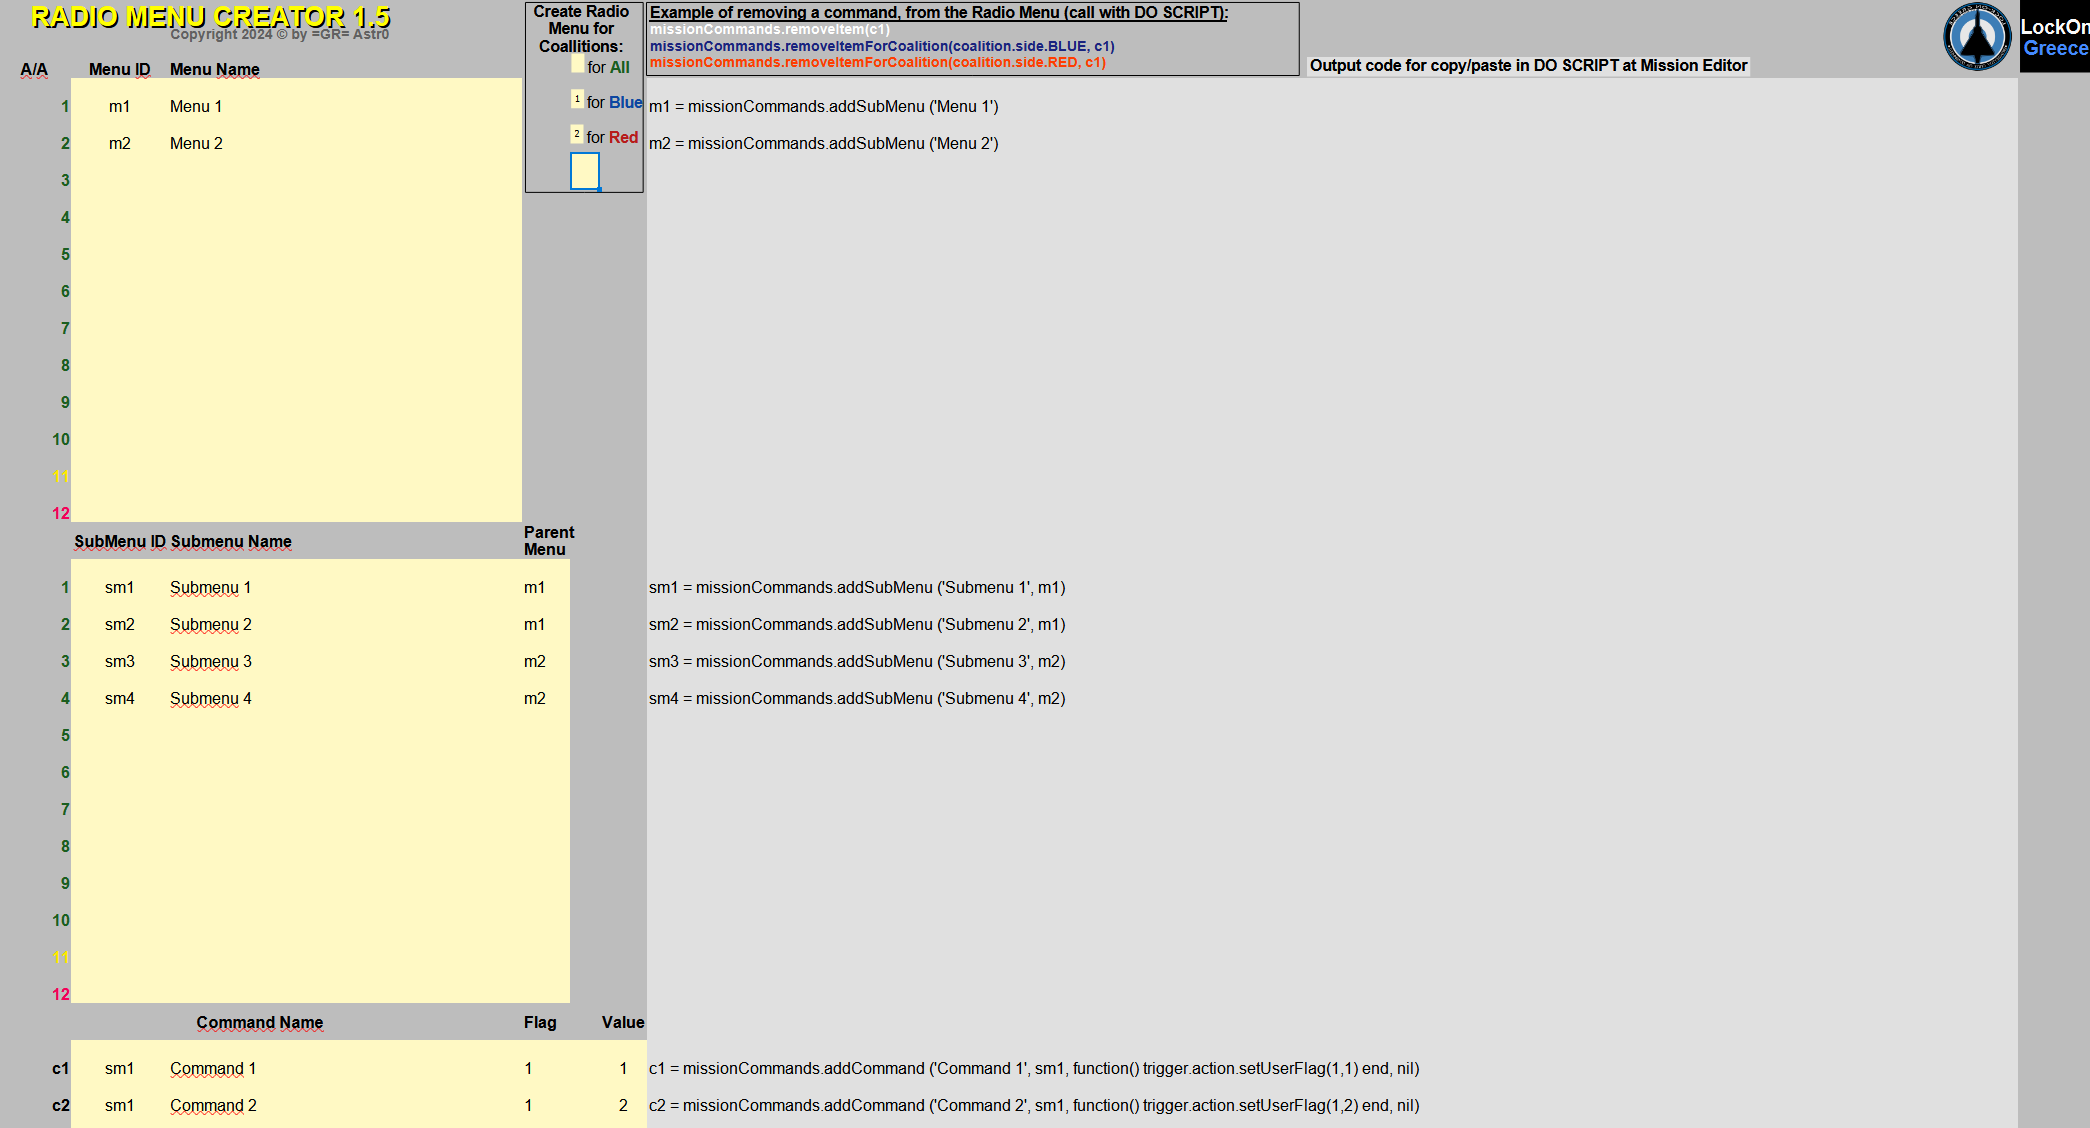 RADIO MENU CREATOR 1.5
Copyright 2024 © by =GR= Astr0
A/A Menu ID Menu Name
Create Radio
Menu for
Coallitions:
for All
1 for Blue
2 for Red
Example of removing a command, from the Radio Menu (call with DO SCRIPT):
missionCommands.removeItem(c1)
missionCommands.removeItemForCoalition(coalition.side.BLUE, c1)
missionCommands.removeItemForCoalition(coalition.side.RED, c1)
Output code for copy/paste in DO SCRIPT at Mission Editor
LockOn
Greece
1 m1 Menu 1 m1 = missionCommands.addSubMenu ('Menu 1')
2 m2 Menu 2 m2 = missionCommands.addSubMenu ('Menu 2')
3
4
5
6
7
8
9
10
11
12
SubMenu ID Submenu Name Parent Menu
1 sm1 Submenu 1 m1 sm1 = missionCommands.addSubMenu ('Submenu 1', m1)
2 sm2 Submenu 2 m1 sm2 = missionCommands.addSubMenu ('Submenu 2', m1)
3 sm3 Submenu 3 m2 sm3 = missionCommands.addSubMenu ('Submenu 3', m2)
4 sm4 Submenu 4 m2 sm4 = missionCommands.addSubMenu ('Submenu 4', m2)
5
6
7
8
9
10
11
12
Command Name Flag Value
c1 sm1 Command 1 1 1 c1 = missionCommands.addCommand ('Command 1', sm1, function() trigger.action.setUserFlag(1,1) end, nil)
c2 sm1 Command 2 1 2 c2 = missionCommands.addCommand ('Command 2', sm1, function() trigger.action.setUserFlag(1,2) end, nil)